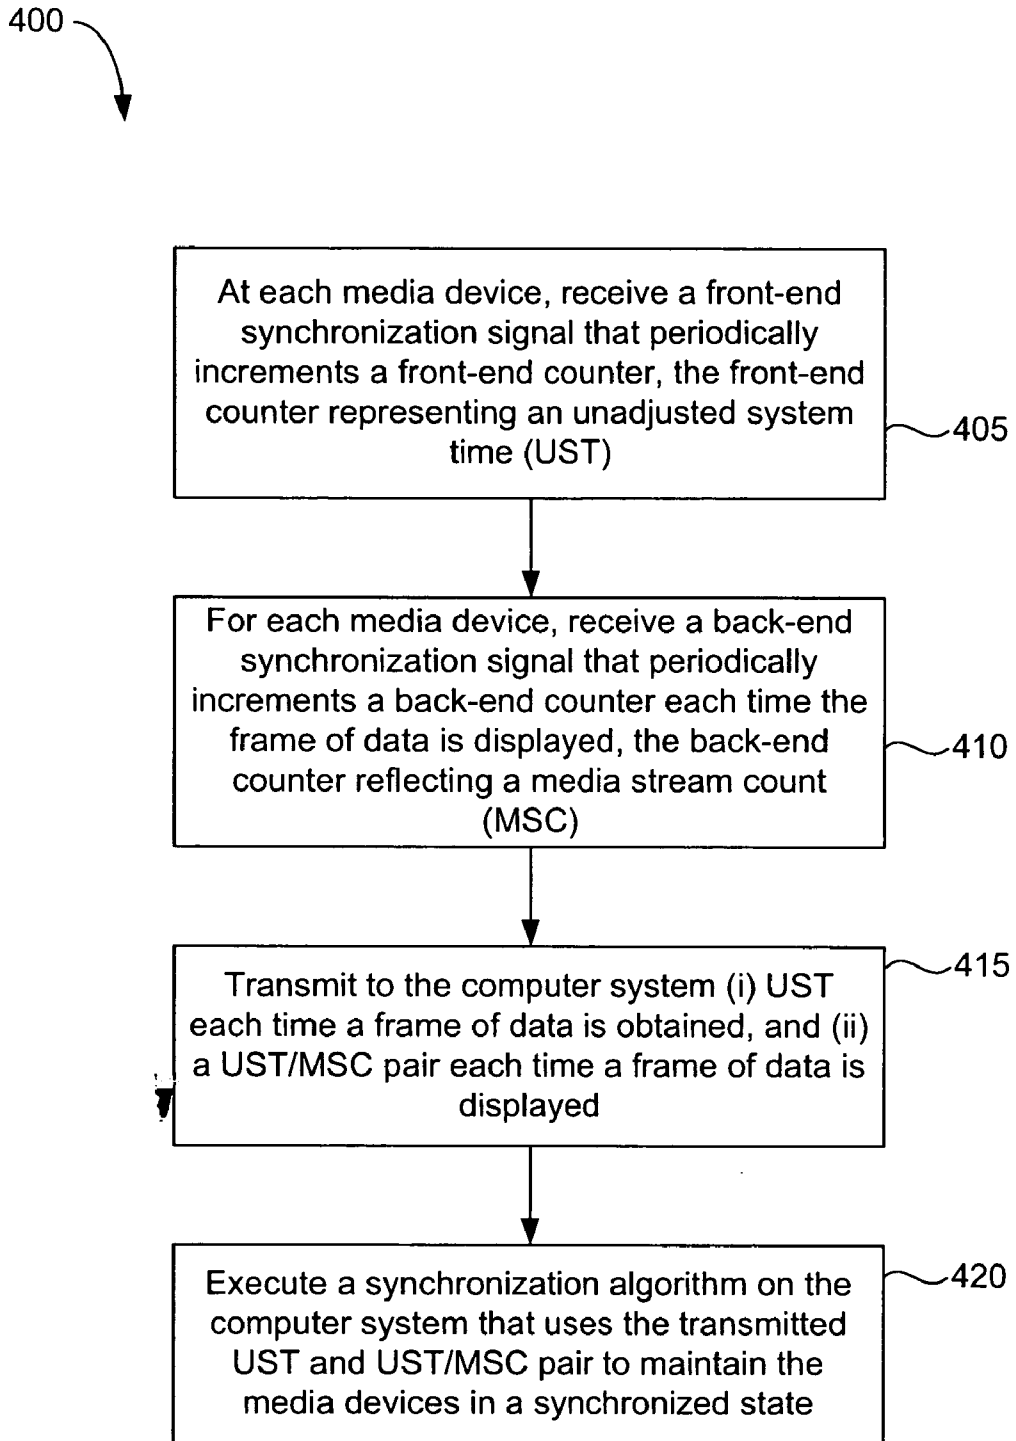 400
At each media device, receive a front-end
synchronization signal that periodically
increments a front-end counter, the front-end
counter representing an unadjusted system
time (UST)
405
For each media device, receive a back-end
synchronization signal that periodically
increments a back-end counter each time the
frame of data is displayed, the back-end
counter reflecting a media stream count
(MSC)
410
Transmit to the computer system (i) UST
each time a frame of data is obtained, and (ii)
a UST/MSC pair each time a frame of data is
displayed
415
Execute a synchronization algorithm on the
computer system that uses the transmitted
UST and UST/MSC pair to maintain the
media devices in a synchronized state
420